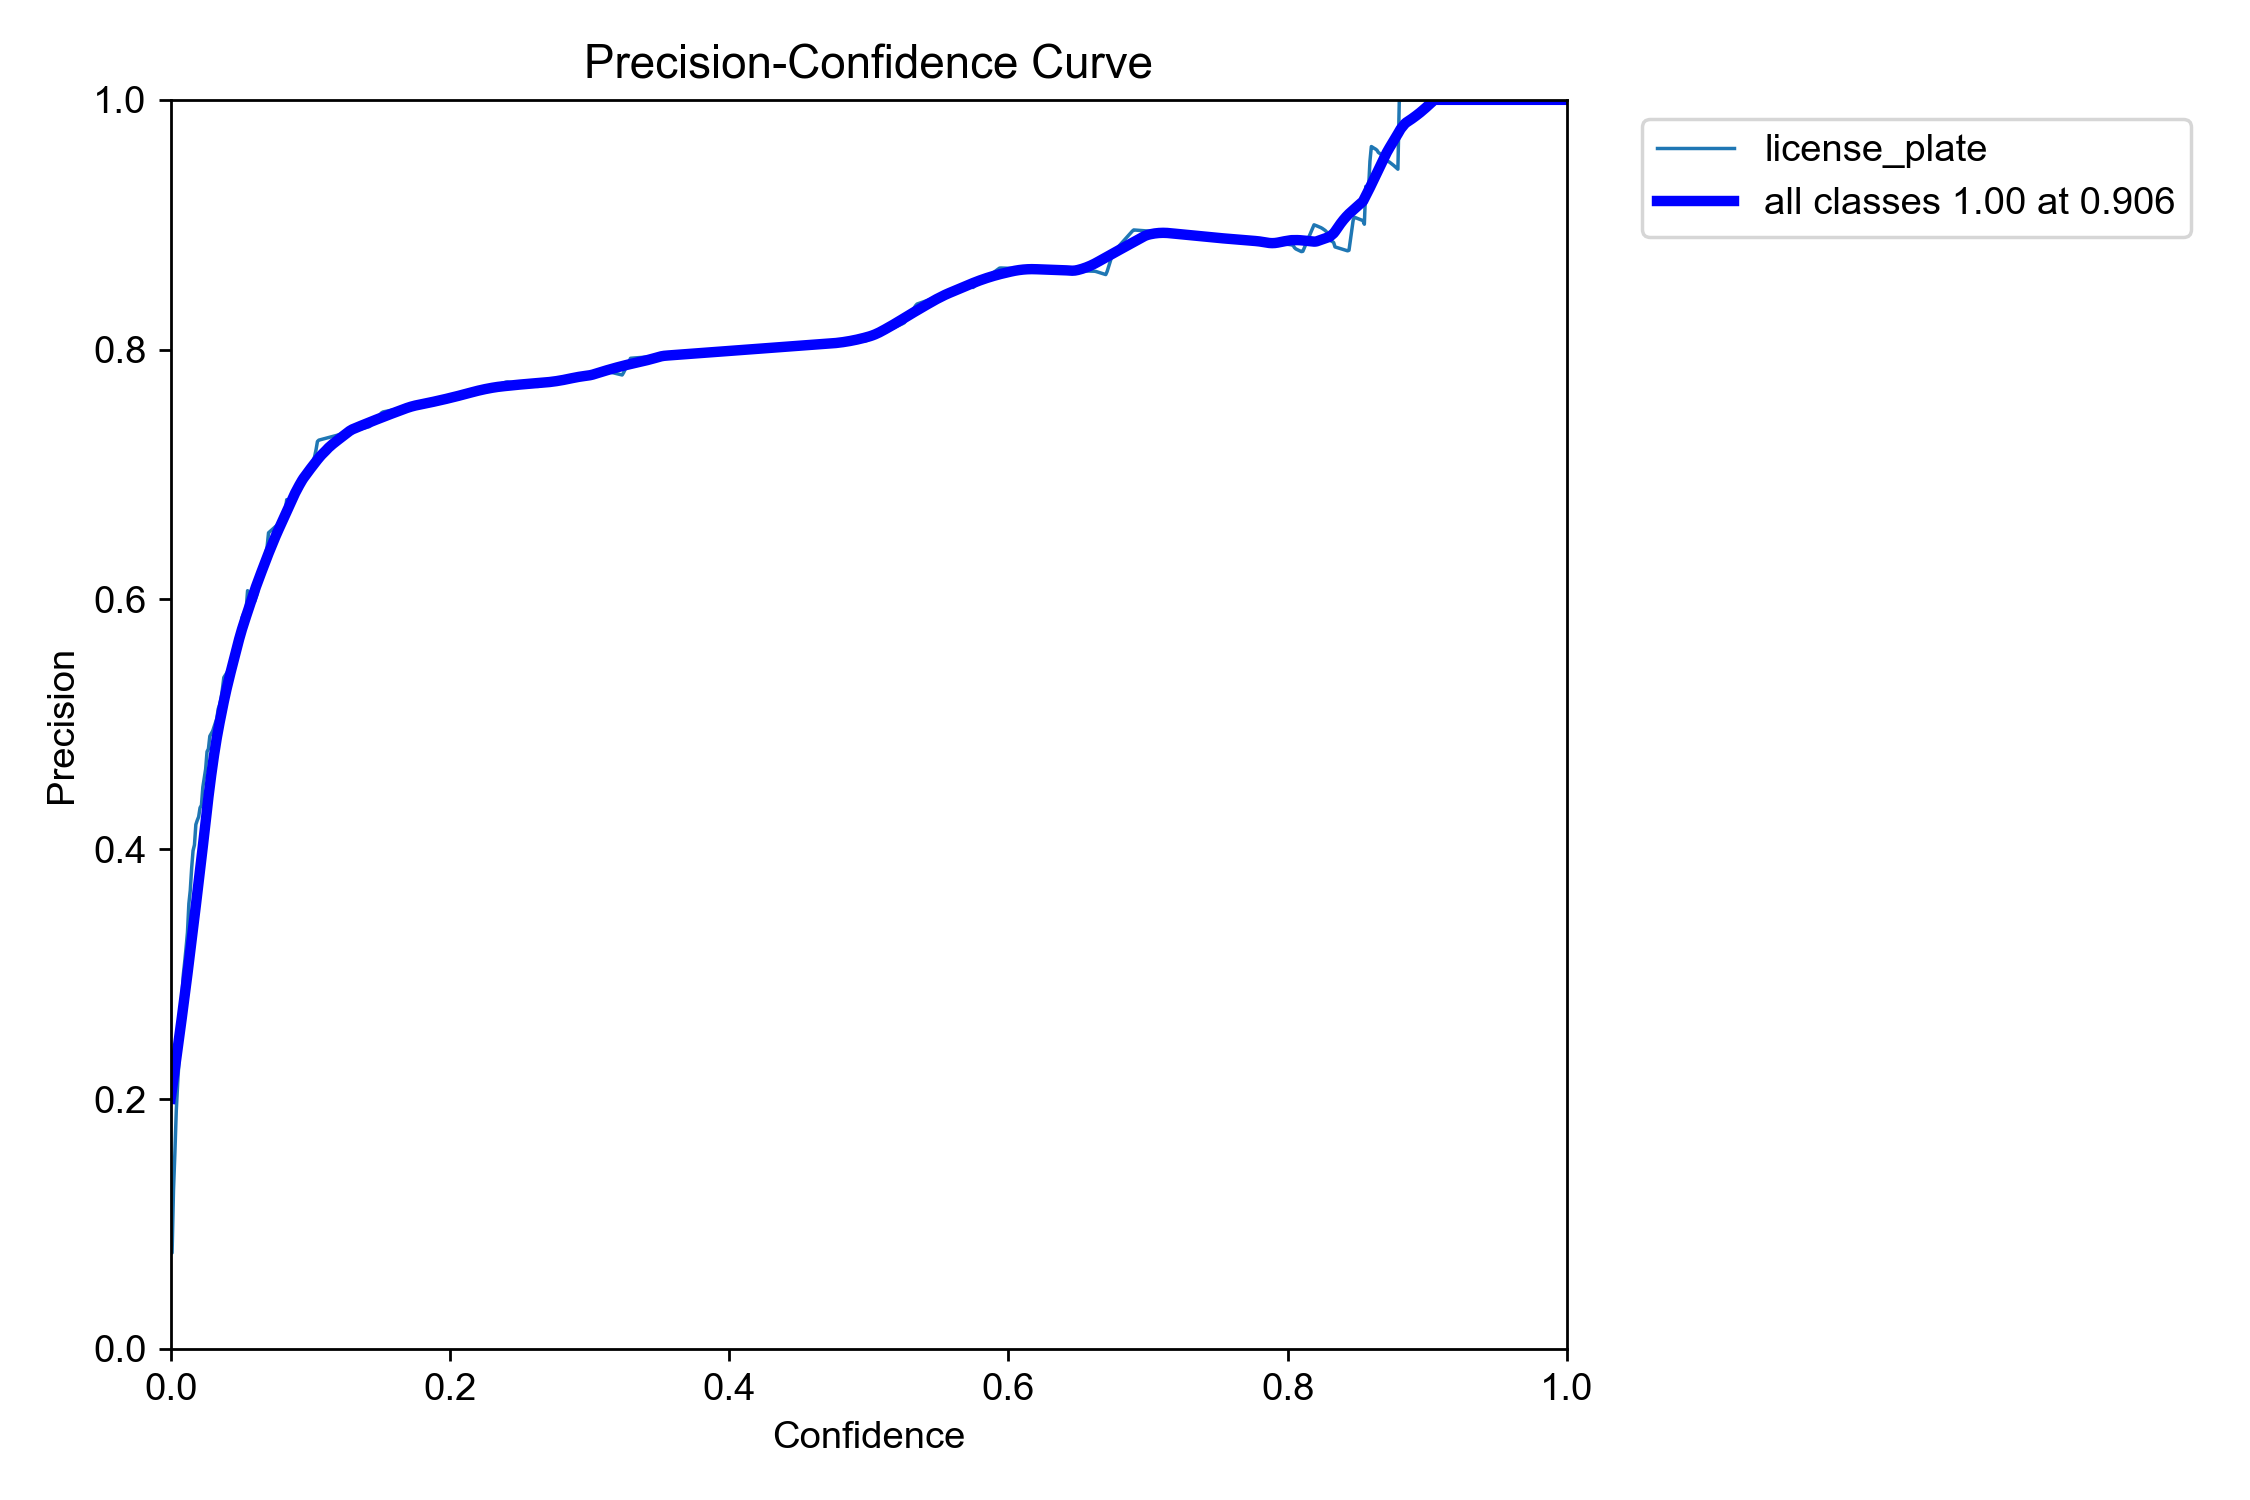 Precision-Confidence Curve
1.0
0.8
0.6
0.4
0.2
0.0
Precision
0.0 0.2 0.4 0.6 0.8 1.0
Confidence
license_plate
all classes 1.00 at 0.906